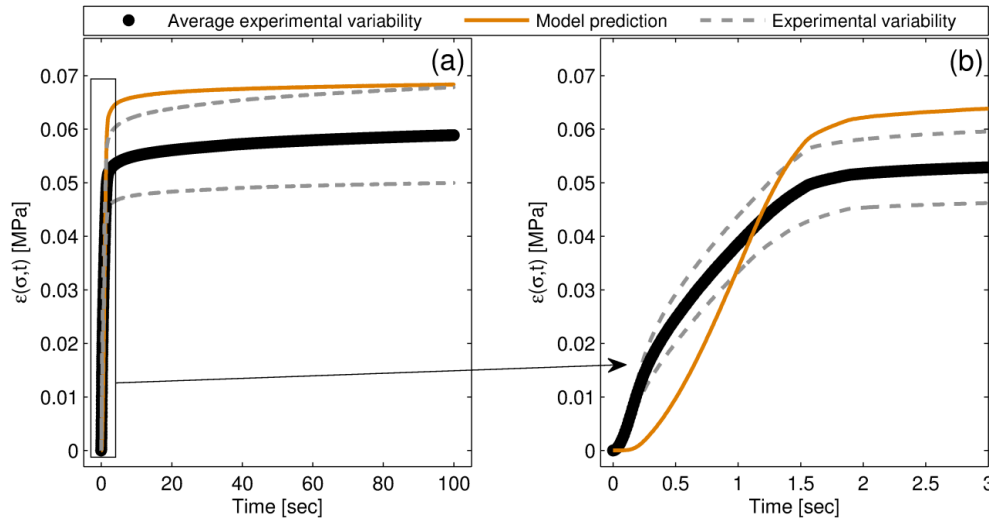 Average experimental variability Model prediction Experimental variability
(a) (b)
0.07 0.07
0.06 0.06
0.05 0.05
0.04 0.04
0.03 0.03
0.02 0.02
0.01 0.01
0 0
ε(σ,t) [MPa] ε(σ,t) [MPa]
0 20 40 60 80 100 0 0.5 1 1.5 2 2.5 3
Time [sec] Time [sec]